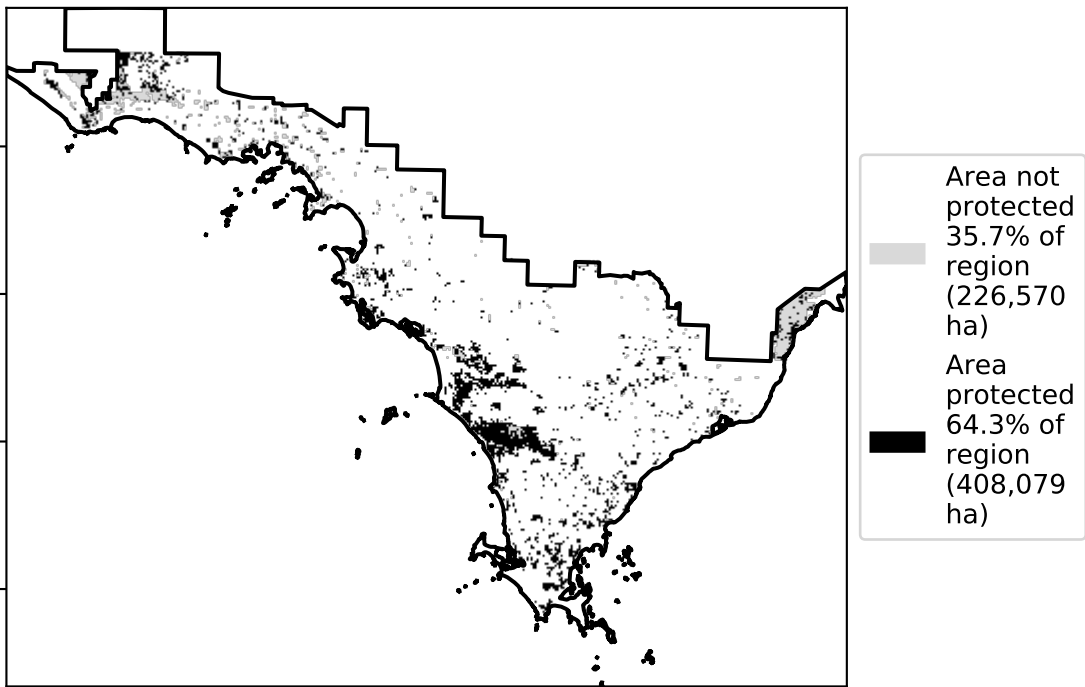 Area not
protected
35.7% of
region
(226,570
ha)
Area
protected
64.3% of
region
(408,079
ha)